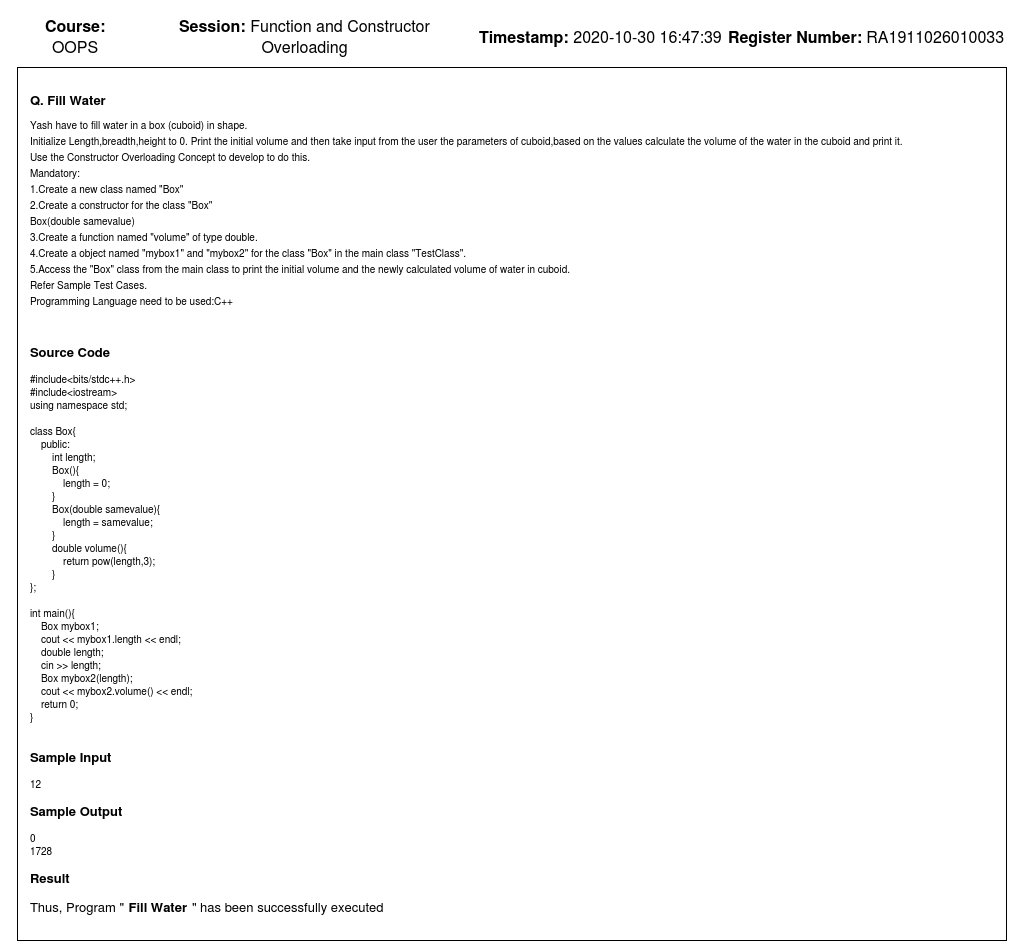 Course:
OOPS
Session: Function and Constructor
Overloading
Timestamp: 2020-10-30 16:47:39
Register Number: RA1911026010033
Q. Fill Water
Yash have to fill water in a box (cuboid) in shape.
Initialize Length,breadth,height to 0. Print the initial volume and then take input from the user the parameters of cuboid,based on the values calculate the volume of the water in the cuboid and print it.
Use the Constructor Overloading Concept to develop to do this.
Mandatory:
1.Create a new class named "Box"
2.Create a constructor for the class "Box"
Box(double samevalue)
3.Create a function named "volume" of type double.
4.Create a object named "mybox1" and "mybox2" for the class "Box" in the main class "TestClass".
5.Access the "Box" class from the main class to print the initial volume and the newly calculated volume of water in cuboid.
Refer Sample Test Cases.
Programming Language need to be used:C++
Source Code
#include<bits/stdc++.h>
#include<iostream>
using namespace std;
class Box{
public:
int length;
Box(){
length = 0;
}
Box(double samevalue){
length = samevalue;
}
double volume(){
return pow(length,3);
}
};
int main(){
Box mybox1;
cout << mybox1.length << endl;
double length;
cin >> length;
Box mybox2(length);
cout << mybox2.volume() << endl;
return 0;
}
Sample Input
12
Sample Output
0
1728
Result
Thus, Program " Fill Water " has been successfully executed